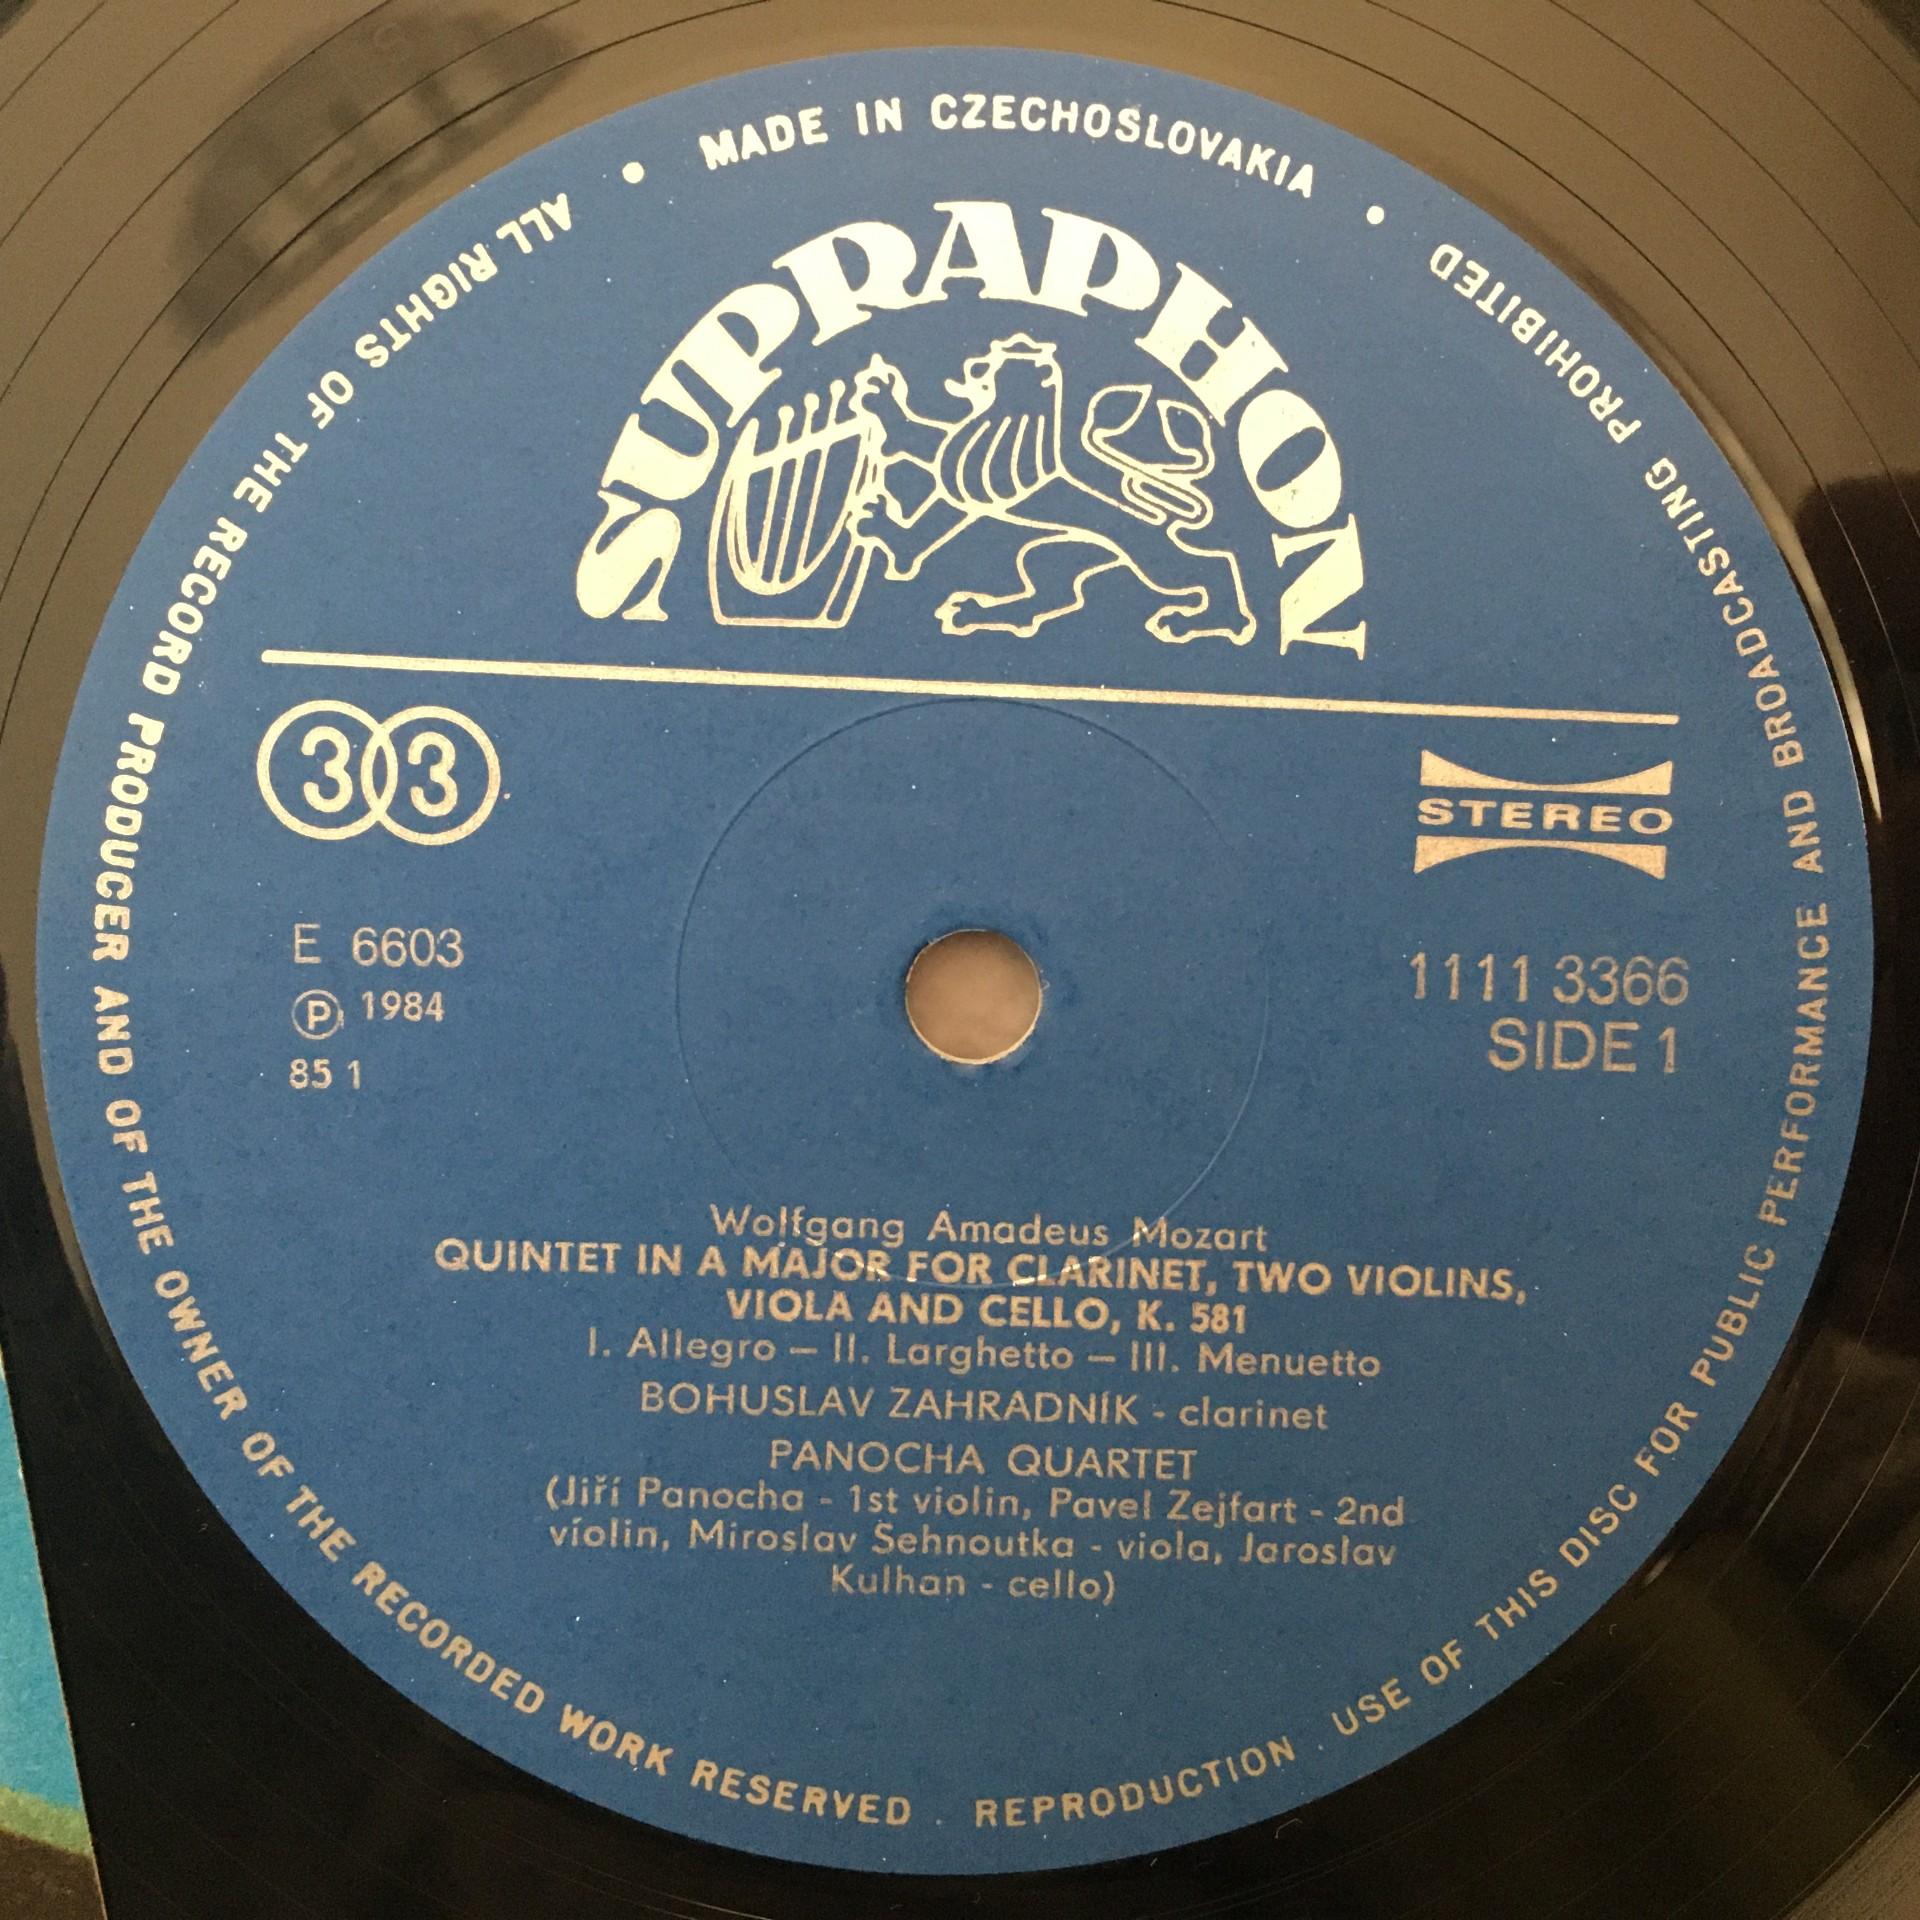 MADE IN CZECHOSLOVAKIA
SUPRAPHON
33
STEREO
E 6603
Ⓟ 1984
85 1
1111 3366
SIDE 1
Wolfgang Amadeus Mozart
QUINTET IN A MAJOR FOR CLARINET, TWO VIOLINS,
VIOLA AND CELLO, K. 581
I. Allegro – II. Larghetto – III. Menuetto
BOHUSLAV ZAHRADNÍK - clarinet
PANOCHA QUARTET
(Jiří Panocha - 1st violin, Pavel Zejfart - 2nd
violin, Miroslav Sehnoutka - viola, Jaroslav
Kulhan - cello)
ALL RIGHTS OF THE RECORD PRODUCER AND OF THE OWNER OF THE RECORDED WORK RESERVED . REPRODUCTION . USE OF THIS DISC FOR PUBLIC PERFORMANCE AND BROADCASTING PROHIBITED